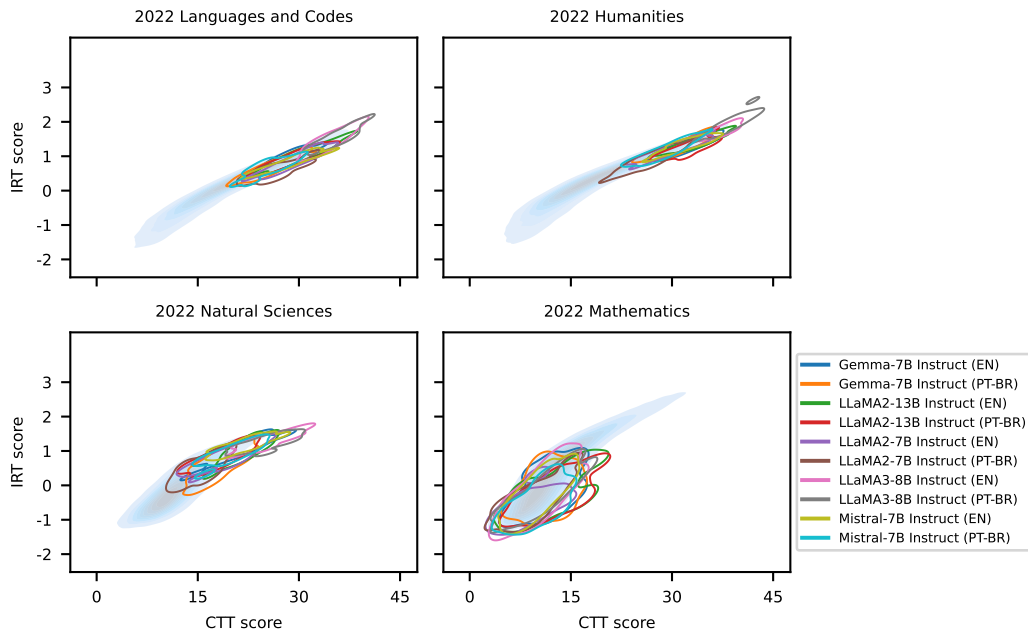 2022 Languages and Codes
2022 Humanities
IRT score
3
2
1
0
-1
-2
2022 Natural Sciences
2022 Mathematics
IRT score
3
2
1
0
-1
-2
0
15
30
45
0
15
30
45
CTT score
CTT score
Gemma-7B Instruct (EN)
Gemma-7B Instruct (PT-BR)
LLaMA2-13B Instruct (EN)
LLaMA2-13B Instruct (PT-BR)
LLaMA2-7B Instruct (EN)
LLaMA2-7B Instruct (PT-BR)
LLaMA3-8B Instruct (EN)
LLaMA3-8B Instruct (PT-BR)
Mistral-7B Instruct (EN)
Mistral-7B Instruct (PT-BR)